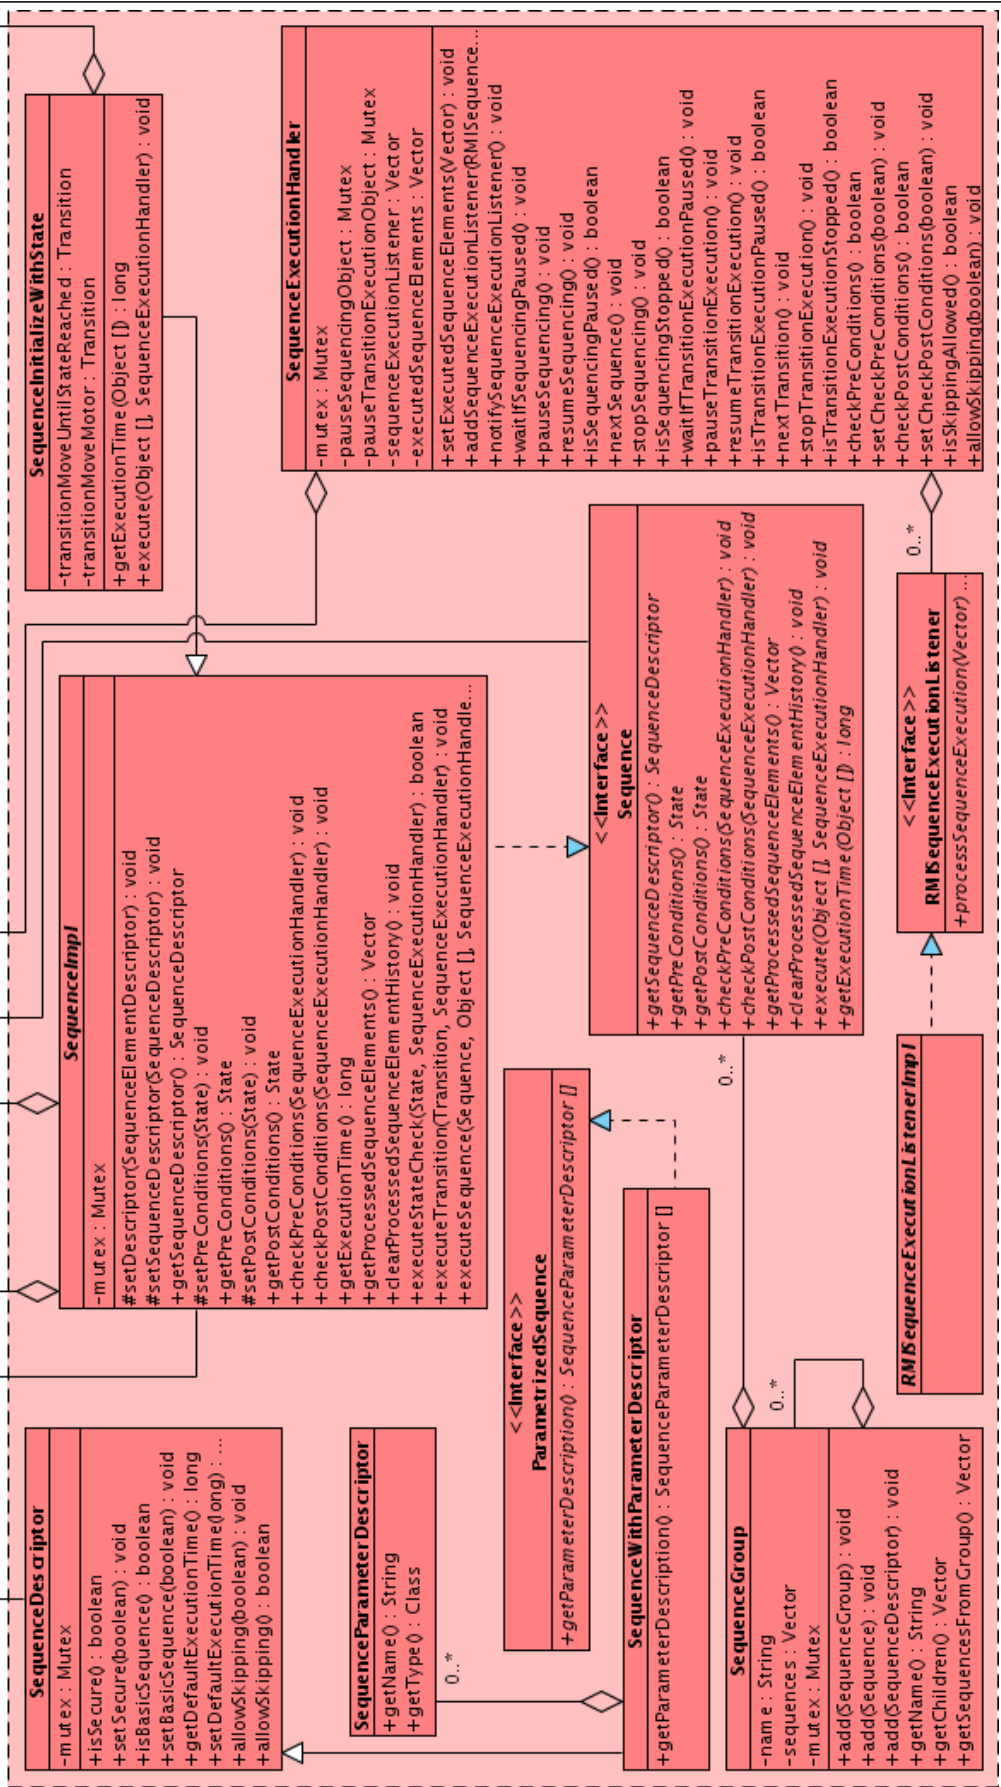 SequenceDescriptor
-mutex : Mutex
+isSecure() : boolean
+setSecure(boolean) : void
+isBasicSequence() : boolean
+setBasicSequence(boolean) : void
+getDefaultExecutionTime() : long
+setDefaultExecutionTime(long) : ...
+allowSkipping(boolean) : void
+allowSkipping() : boolean
SequenceImpl
-mutex : Mutex
#setDescriptor(SequenceElementDescriptor) : void
#setSequenceDescriptor(SequenceDescriptor) : void
+getSequenceDescriptor() : SequenceDescriptor
#setPreConditions(State) : void
+getPreConditions() : State
#setPostConditions(State) : void
+getPostConditions() : State
+checkPreConditions(SequenceExecutionHandler) : void
+checkPostConditions(SequenceExecutionHandler) : void
+getExecutionTime() : long
+getProcessedSequenceElements() : Vector
+clearProcessedSequenceElementHistory() : void
+executeStateCheck(State, SequenceExecutionHandler) : boolean
+executeTransition(Transition, SequenceExecutionHandler) : void
+executeSequence(Sequence, Object [], SequenceExecutionHandle...
SequenceInitializeWithState
-transitionMoveUntilStateReached : Transition
-transitionMoveMotor : Transition
+getExecutionTime(Object []) : long
+execute(Object [], SequenceExecutionHandler) : void
SequenceParameterDescriptor
+getName() : String
+getType() : Class
0..*
<<Interface>>
ParametrizedSequence
+getParameterDescription() : SequenceParameterDescriptor []
SequenceWithParameterDescriptor
+getParameterDescription() : SequenceParameterDescriptor []
<<Interface>>
Sequence
+getSequenceDescriptor() : SequenceDescriptor
+getPreConditions() : State
+getPostConditions() : State
+checkPreConditions(SequenceExecutionHandler) : void
+checkPostConditions(SequenceExecutionHandler) : void
+getProcessedSequenceElements() : Vector
+clearProcessedSequenceElementHistory() : void
+execute(Object [], SequenceExecutionHandler) : void
+getExecutionTime(Object []) : long
0..*
SequenceExecutionHandler
-mutex : Mutex
-pauseSequencingObject : Mutex
-pauseTransitionExecutionObject : Mutex
-sequenceExecutionListener : Vector
-executedSequenceElements : Vector
+setExecutedSequenceElements(Vector) : void
+addSequenceExecutionListener(RMISequence...
+notifySequenceExecutionListener() : void
+waitIfSequencingPaused() : void
+pauseSequencing() : void
+resumeSequencing() : void
+isSequencingPaused() : boolean
+nextSequence() : void
+stopSequencing() : void
+isSequencingStopped() : boolean
+waitIfTransitionExecutionPaused() : void
+pauseTransitionExecution() : void
+resumeTransitionExecution() : void
+isTransitionExecutionPaused() : boolean
+nextTransition() : void
+stopTransitionExecution() : void
+isTransitionExecutionStopped() : boolean
+checkPreConditions() : boolean
+setCheckPreConditions(boolean) : void
+checkPostConditions() : boolean
+setCheckPostConditions(boolean) : void
+isSkippingAllowed() : boolean
+allowSkipping(boolean) : void
SequenceGroup
-name : String
-sequences : Vector
-mutex : Mutex
+add(SequenceGroup) : void
+add(Sequence) : void
+add(SequenceDescriptor) : void
+getName() : String
+getChildren() : Vector
+getSequencesFromGroup() : Vector
0..*
RMISequenceExecutionListenerImpl
<<Interface>>
RMISequenceExecutionListener
+processSequenceExecution(Vector)...
0..*